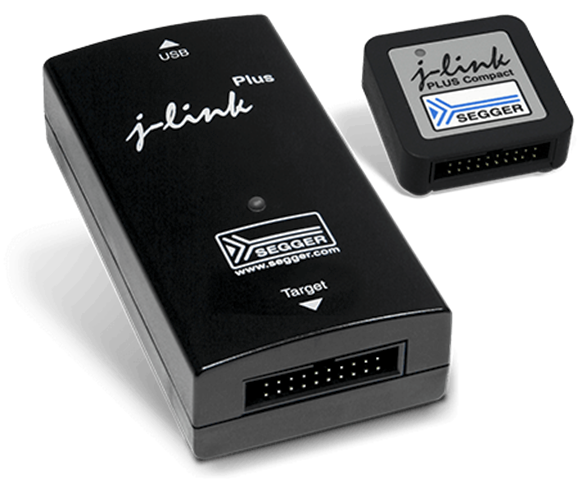 USB
Plus
j-link
SEGGER
www.segger.com
Target
j-link
PLUS Compact
SEGGER